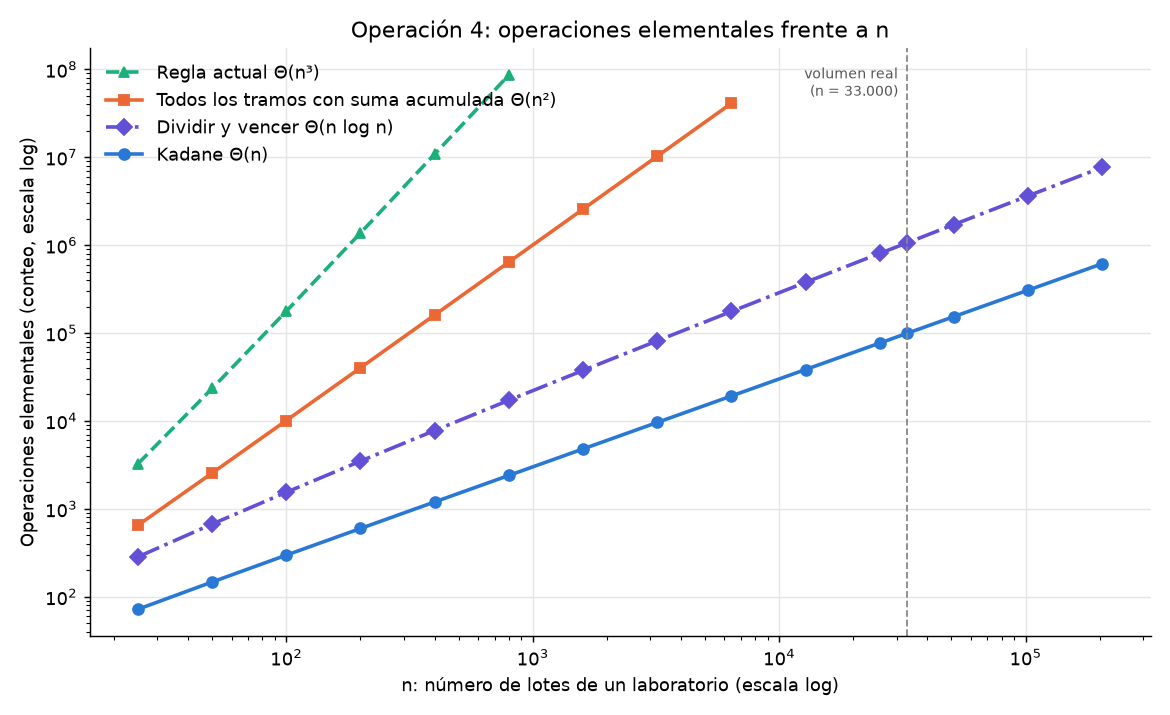 Operación 4: operaciones elementales frente a n
Regla actual Θ(n³)
Todos los tramos con suma acumulada Θ(n²)
Dividir y vencer Θ(n log n)
Kadane Θ(n)
volumen real
(n = 33.000)
Operaciones elementales (conteo, escala log)
10⁸
10⁷
10⁶
10⁵
10⁴
10³
10²
10² 10³ 10⁴ 10⁵
n: número de lotes de un laboratorio (escala log)